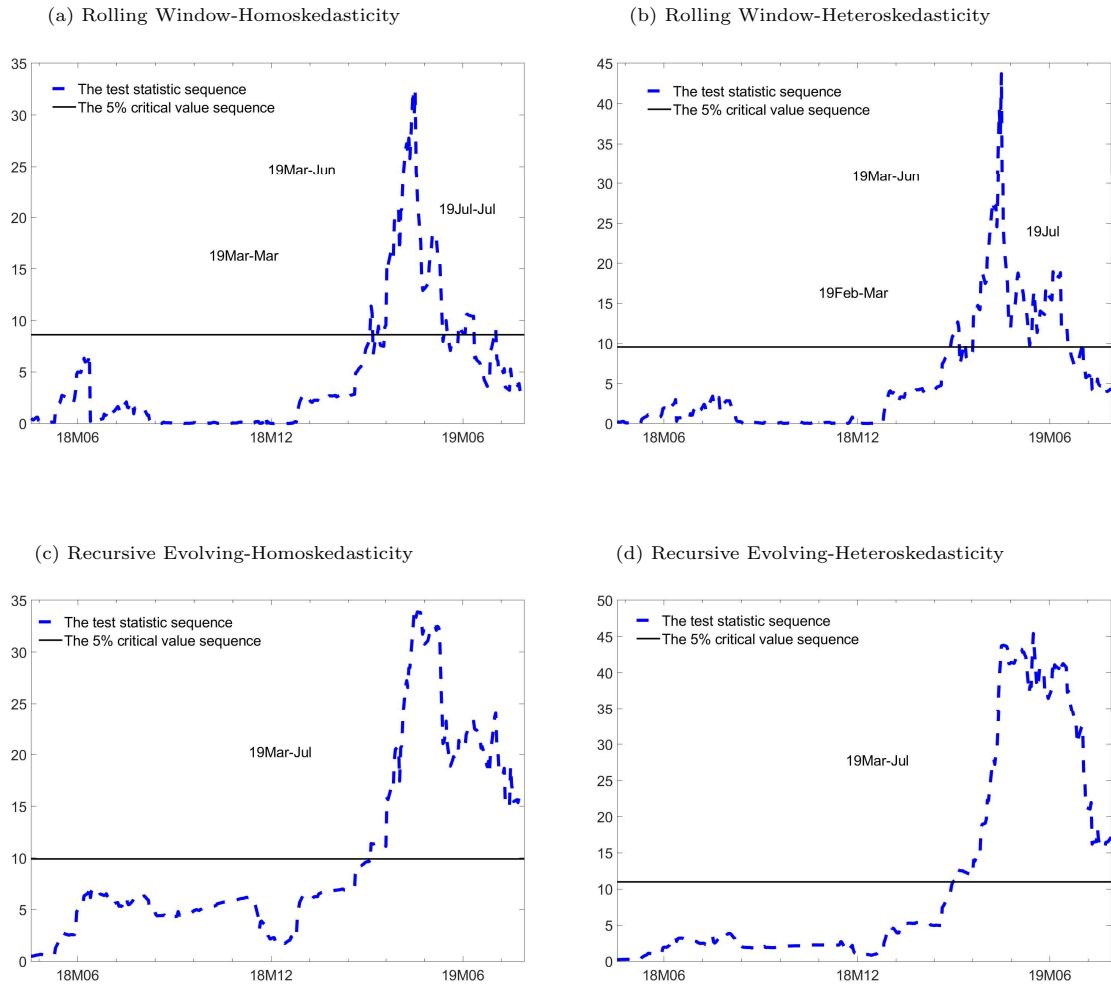 (a) Rolling Window-Homoskedasticity
35
30
25
20
15
10
5
0
The test statistic sequence
The 5% critical value sequence
19Mar-Jun
19Jul-Jul
19Mar-Mar
18M06
18M12
19M06
(b) Rolling Window-Heteroskedasticity
45
40
35
30
25
20
15
10
5
0
The test statistic sequence
The 5% critical value sequence
19Mar-Jun
19Jul
19Feb-Mar
18M06
18M12
19M06
(c) Recursive Evolving-Homoskedasticity
35
30
25
20
15
10
5
0
The test statistic sequence
The 5% critical value sequence
19Mar-Jul
18M06
18M12
19M06
(d) Recursive Evolving-Heteroskedasticity
50
45
40
35
30
25
20
15
10
5
0
The test statistic sequence
The 5% critical value sequence
19Mar-Jul
18M06
18M12
19M06